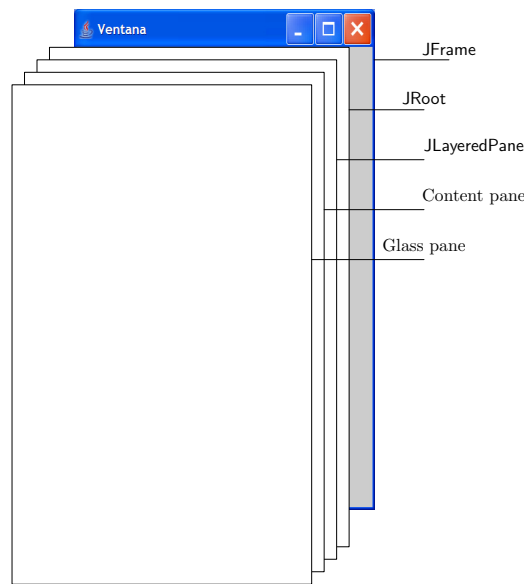 Ventana
JFrame
JRoot
JLayeredPane
Content pane
Glass pane